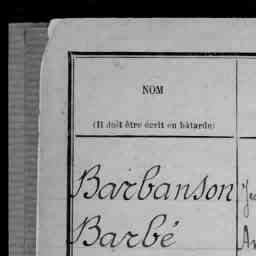 NOM
(Il doit être écrit en bâtarde)
Barbanson
Barbé